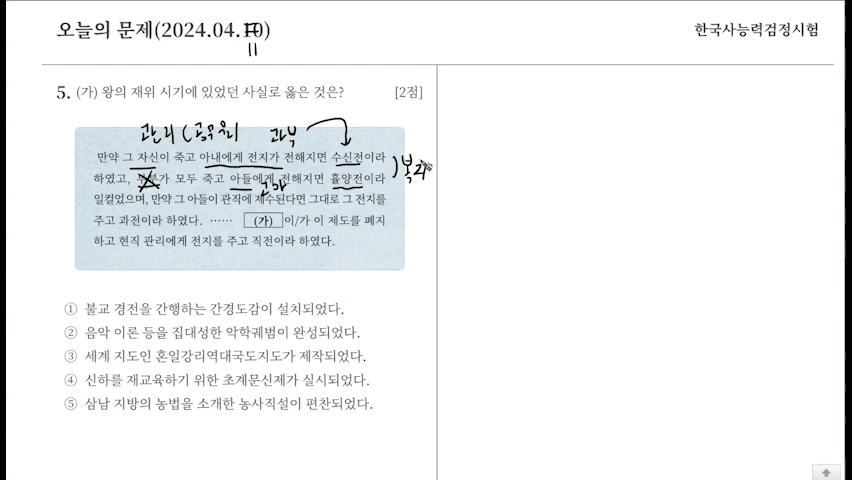 오늘의 문제(2024.04.10)
11
한국사능력검정시험
5. (가) 왕의 재위 시기에 있었던 사실로 옳은 것은? [2점]
관리 과부
만약 그 자신이 죽고 아내에게 전지가 전해지면 수신전이라
하였고, 부부가 모두 죽고 아들에게 전해지면 휼양전이라
고아
일컬었으며, 만약 그 아들이 관직에 제수된다면 그대로 그 전지를
주고 과전이라 하였다. …… (가) 이/가 이 제도를 폐지
하고 현직 관리에게 전지를 주고 직전이라 하였다.
① 불교 경전을 간행하는 간경도감이 설치되었다.
② 음악 이론 등을 집대성한 악학궤범이 완성되었다.
③ 세계 지도인 혼일강리역대국도지도가 제작되었다.
④ 신하를 재교육하기 위한 초계문신제가 실시되었다.
⑤ 삼남 지방의 농법을 소개한 농사직설이 편찬되었다.